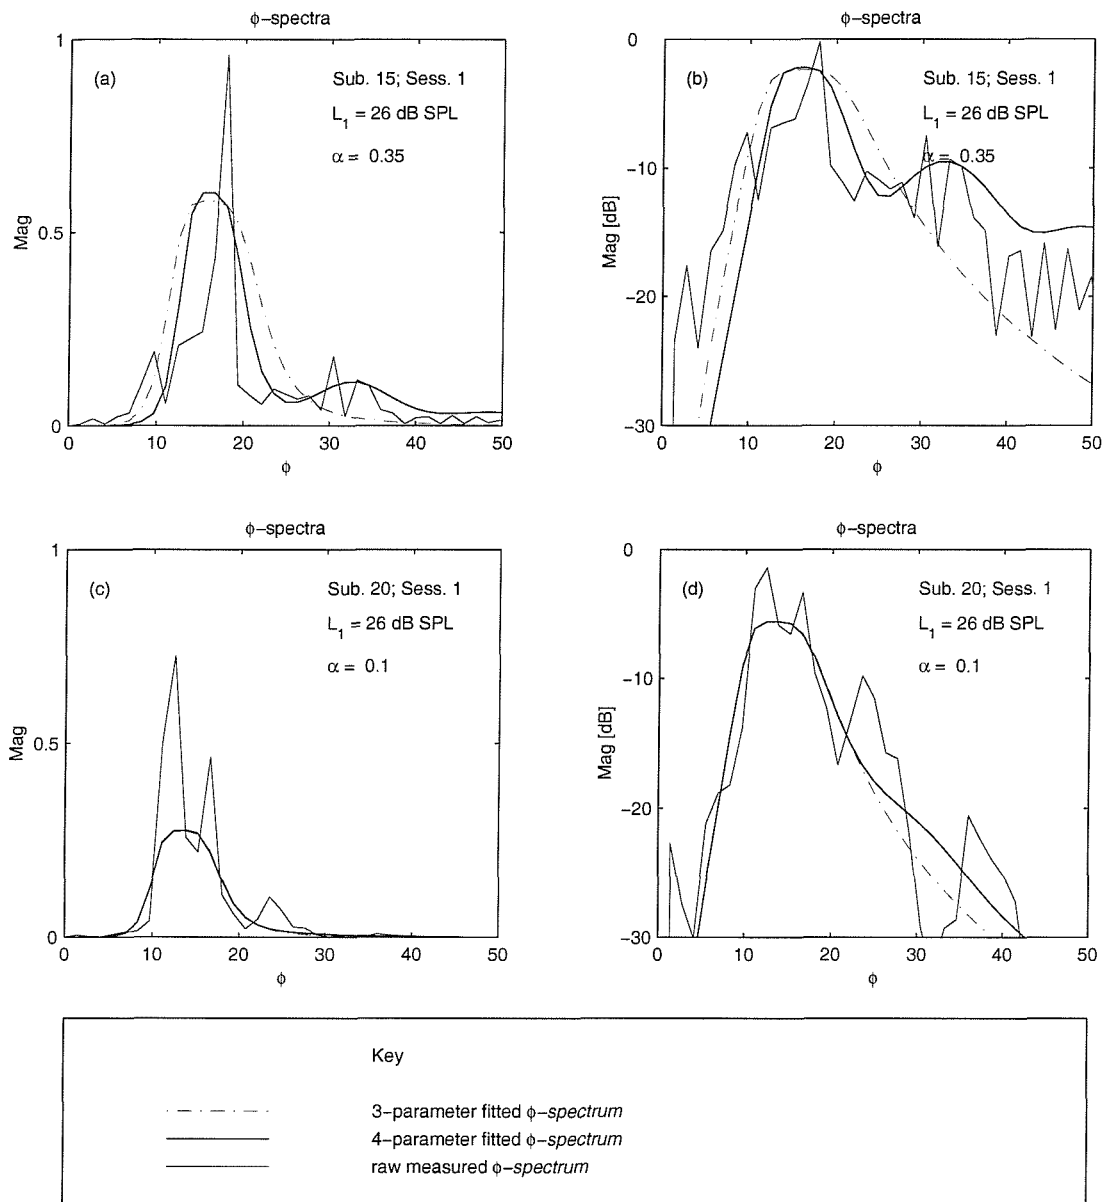 φ−spectra
1
0.5
0
Mag
(a)
Sub. 15; Sess. 1
L1 = 26 dB SPL
α = 0.35
0 10 20 30 40 50
φ
φ−spectra
0
−10
−20
−30
Mag [dB]
(b)
Sub. 15; Sess. 1
L1 = 26 dB SPL
α = 0.35
0 10 20 30 40 50
φ
φ−spectra
1
0.5
0
Mag
(c)
Sub. 20; Sess. 1
L1 = 26 dB SPL
α = 0.1
0 10 20 30 40 50
φ
φ−spectra
0
−10
−20
−30
Mag [dB]
(d)
Sub. 20; Sess. 1
L1 = 26 dB SPL
α = 0.1
0 10 20 30 40 50
φ
Key
3−parameter fitted φ−spectrum
4−parameter fitted φ−spectrum
raw measured φ−spectrum